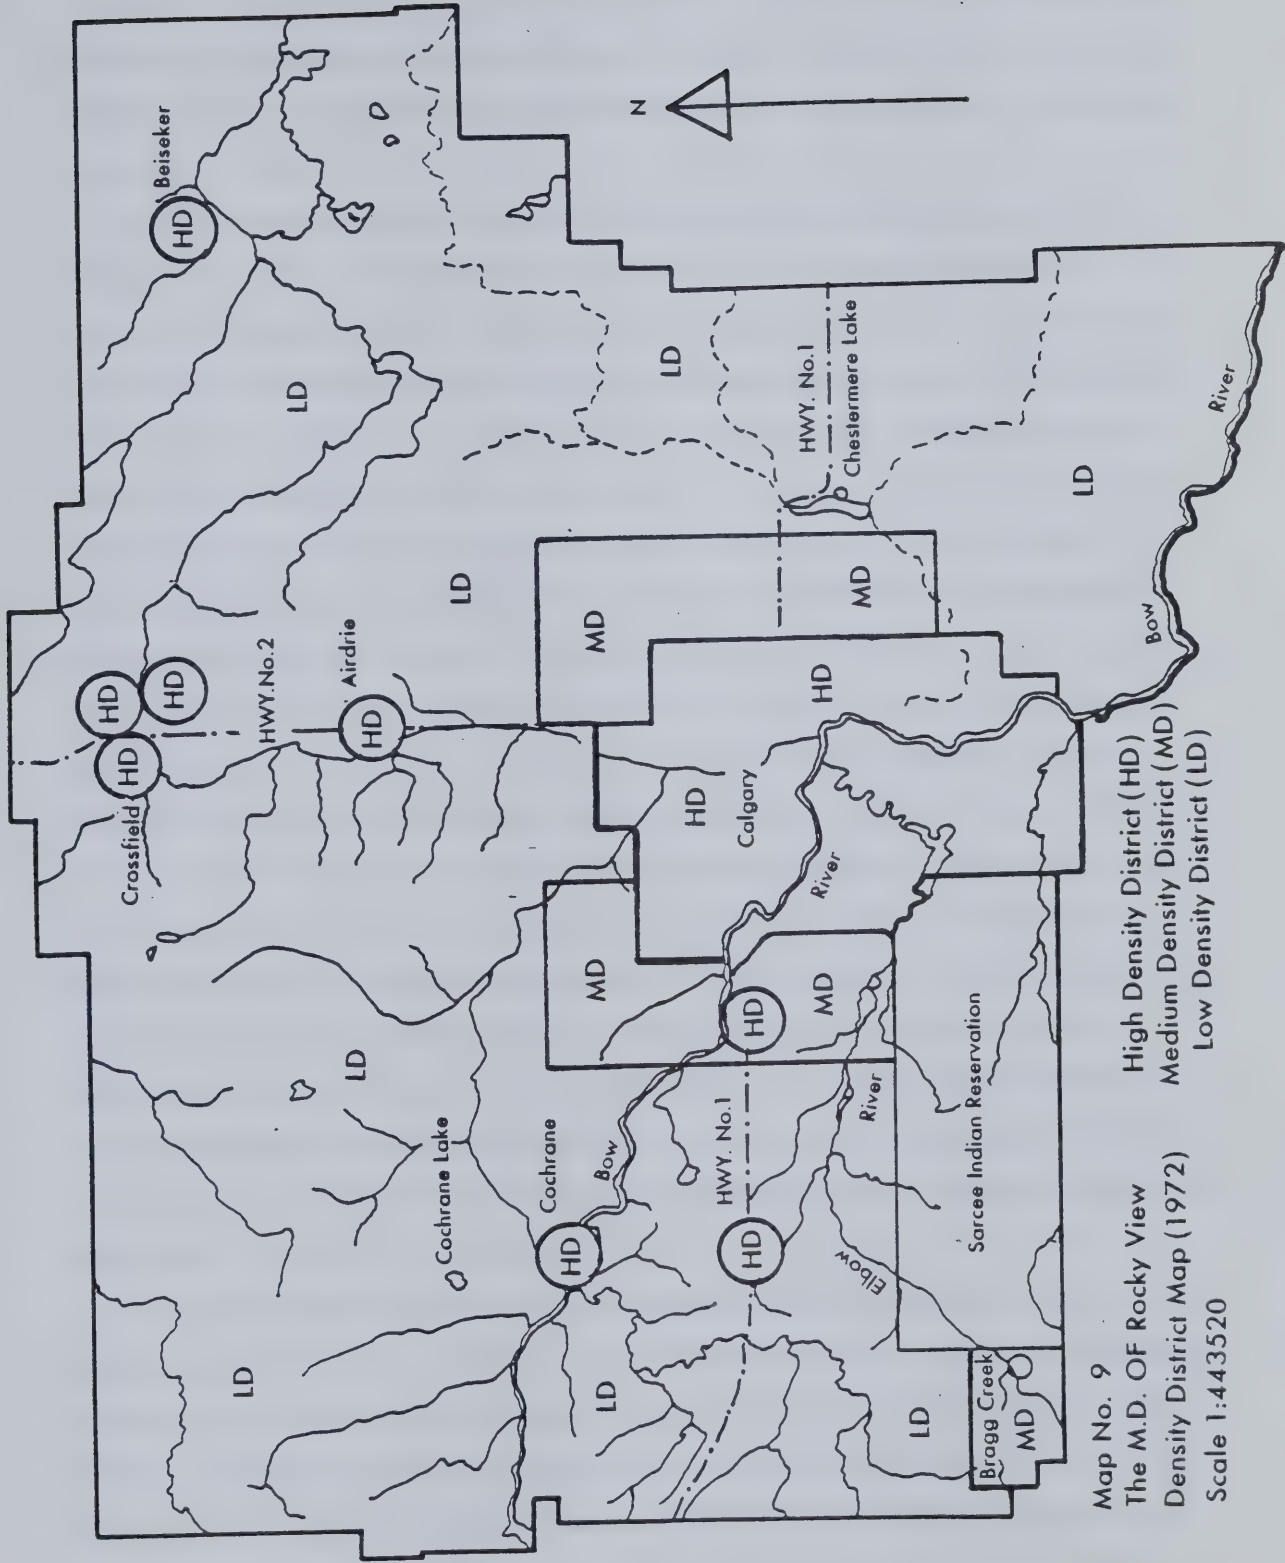 N
HD
Beiseker
LD
HD
HD
HD
Crossfield
HWY. No. 2
HD
Airdrie
LD
LD
LD
Cochrane Lake
LD
HWY. No.1
Chestermere Lake
LD
MD
MD
MD
HD
HD
Calgary
River
HD
Cochrane
Bow
MD
HD
HWY. No.1
HD
LD
River
Elbow
LD
Bragg Creek
MD
Sarcee Indian Reservation
Bow
River
Map No. 9
The M.D. OF Rocky View
Density District Map (1972)
Scale 1:443520
High Density District (HD)
Medium Density District (MD)
Low Density District (LD)